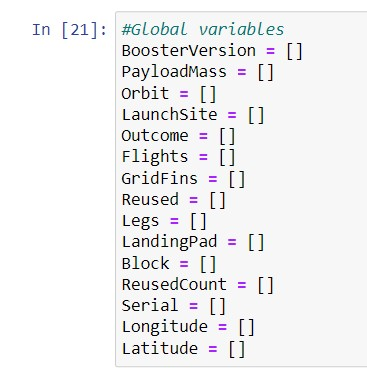 In [21]: #Global variables
BoosterVersion = []
PayloadMass = []
Orbit = []
LaunchSite = []
Outcome = []
Flights = []
GridFins = []
Reused = []
Legs = []
LandingPad = []
Block = []
ReusedCount = []
Serial = []
Longitude = []
Latitude = []